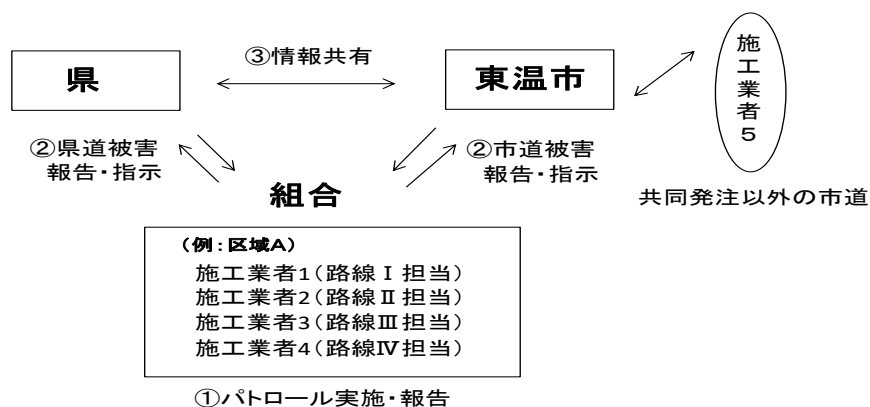 ③情報共有
県
東温市
施工業者5
②県道被害
報告・指示
②市道被害
報告・指示
組合
共同発注以外の市道
(例:区域A)
施工業者1(路線Ⅰ担当)
施工業者2(路線Ⅱ担当)
施工業者3(路線Ⅲ担当)
施工業者4(路線Ⅳ担当)
①パトロール実施・報告